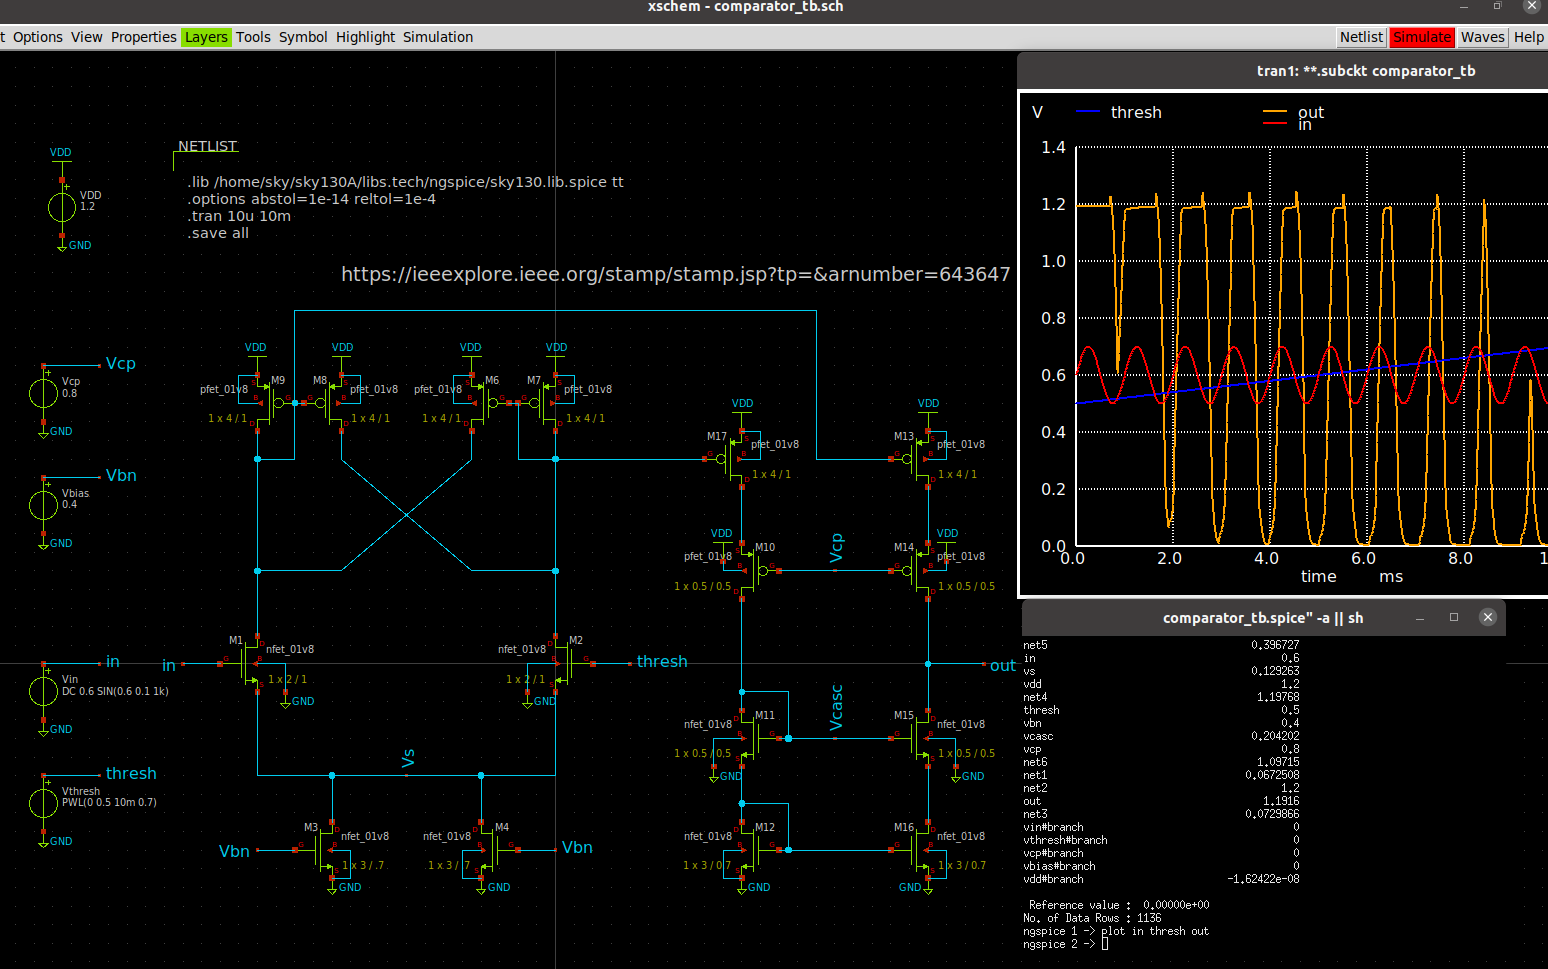 xschem - comparator_tb.sch
t Options View Properties Layers Tools Symbol Highlight Simulation
Netlist Simulate Waves Help
tran1: **.subckt comparator_tb
V
thresh
out
in
1.4
1.2
1.0
0.8
0.6
0.4
0.2
0.0
0.0 2.0 4.0 6.0 8.0 1
time ms
NETLIST
.lib /home/sky/sky130A/libs.tech/ngspice/sky130.lib.spice tt
.options abstol=1e-14 reltol=1e-4
.tran 10u 10m
.save all
https://ieeexplore.ieee.org/stamp/stamp.jsp?tp=&arnumber=643647
VDD
VDD
1.2
GND
Vcp
Vcp
0.8
GND
Vbn
Vbias
0.4
GND
in
Vin
DC 0.6 SIN(0.6 0.1 1k)
GND
thresh
Vthresh
PWL(0 0.5 10m 0.7)
GND
VDD VDD VDD VDD
M9 M8 M6 M7
pfet_01v8 pfet_01v8 pfet_01v8 pfet_01v8
1 x 4 / 1 1 x 4 / 1 1 x 4 / 1 1 x 4 / 1
VDD VDD
M17 M13
pfet_01v8 pfet_01v8
1 x 4 / 1 1 x 4 / 1
VDD VDD
M10 M14
pfet_01v8 pfet_01v8
Vcp
1 x 0.5 / 0.5 1 x 0.5 / 0.5
M1 M2
nfet_01v8 nfet_01v8
in thresh out
1 x 2 / 1 1 x 2 / 1
GND GND
Vcasc
M11 M15
nfet_01v8 nfet_01v8
1 x 0.5 / 0.5 1 x 0.5 / 0.5
GND GND
Vs
M3 M4 M12 M16
nfet_01v8 nfet_01v8 nfet_01v8 nfet_01v8
Vbn Vbn
1 x 3 / .7 1 x 3 / .7 1 x 3 / 0.7 1 x 3 / 0.7
GND GND GND GND
comparator_tb.spice" -a || sh
net5 0.396727
in 0.6
vs 0.129263
vdd 1.2
net4 1.19768
thresh 0.5
vbn 0.4
vcasc 0.204202
vcp 0.8
net6 1.09715
net1 0.0672508
net2 1.2
out 1.1916
net3 0.0729866
vin#branch 0
vthresh#branch 0
vcp#branch 0
vbias#branch 0
vdd#branch -1.62422e-08
Reference value : 0.00000e+00
No. of Data Rows : 1136
ngspice 1 -> plot in thresh out
ngspice 2 ->